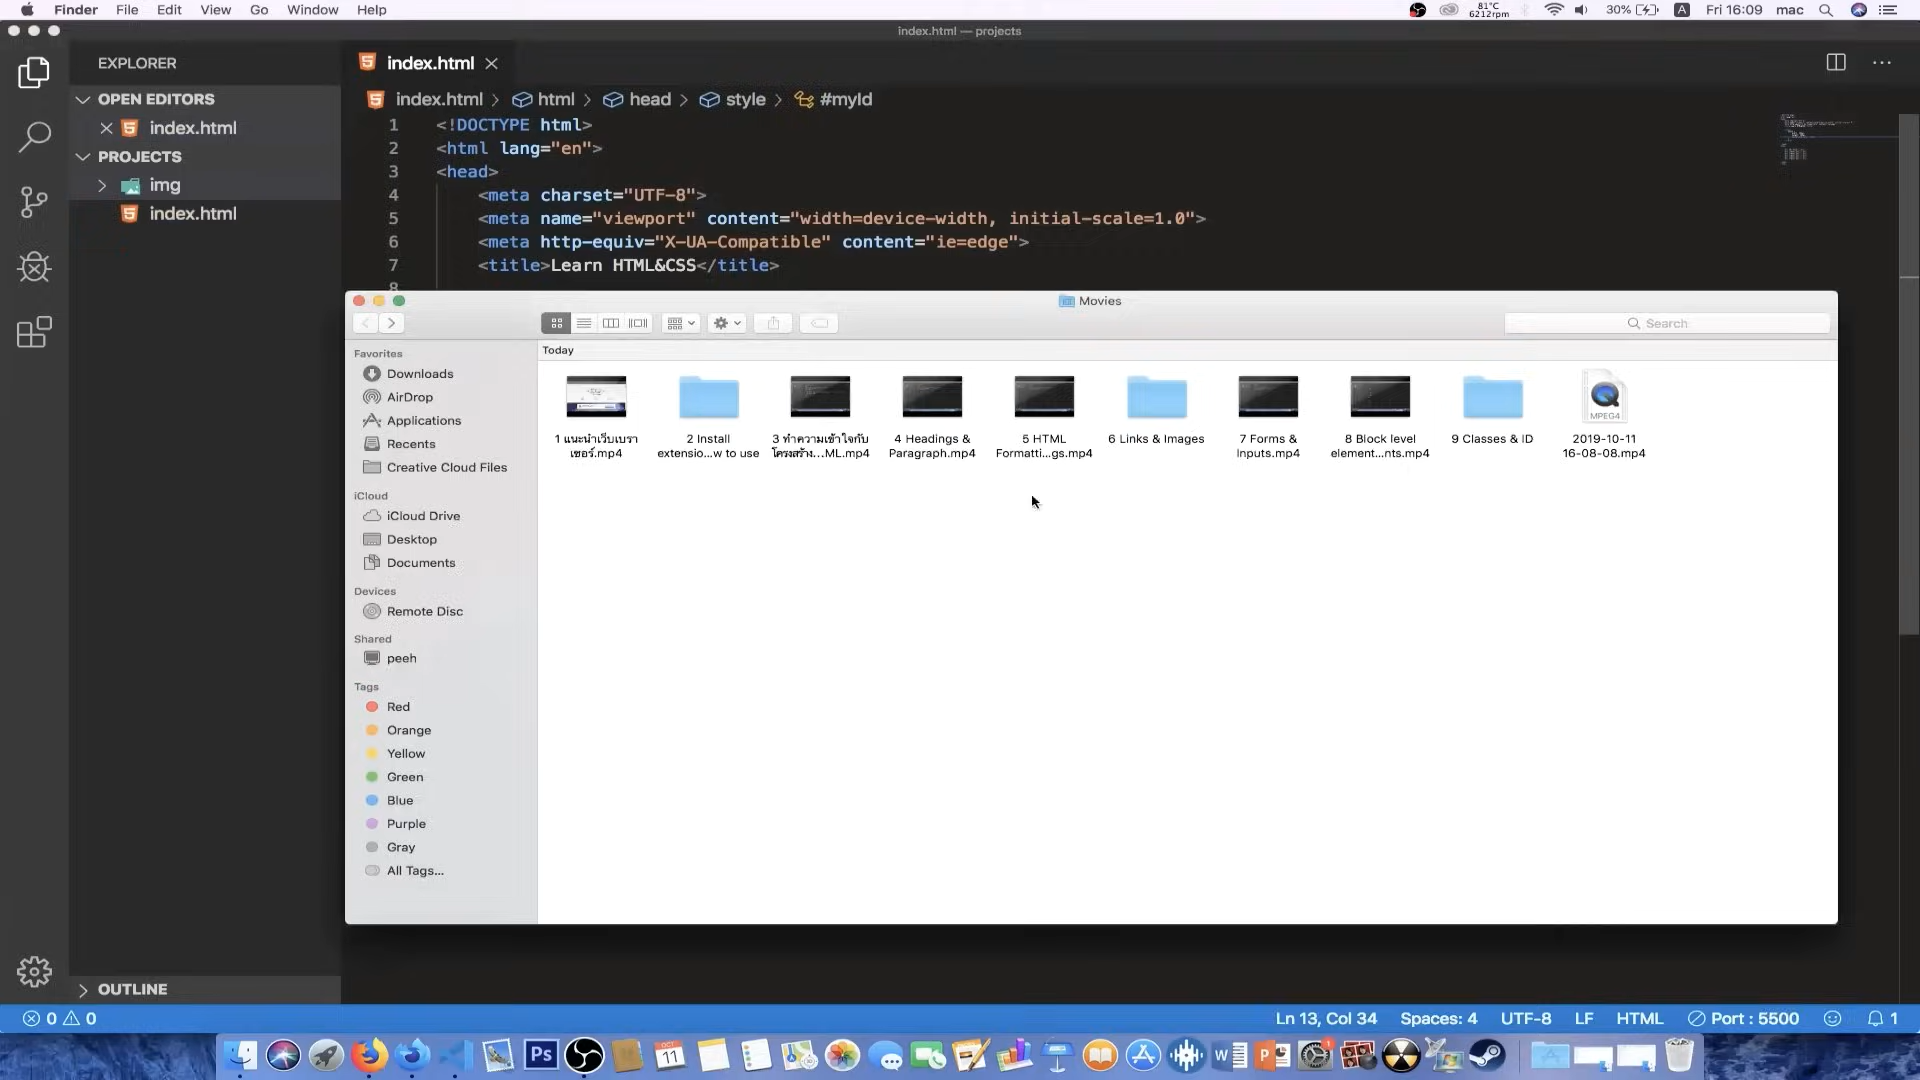 Finder File Edit View Go Window Help
81°C
6212rpm
30%
A
Fri 16:09 mac
index.html — projects
EXPLORER
OPEN EDITORS
index.html
PROJECTS
img
index.html
OUTLINE
index.html
index.html > html > head > style > #myId
1 <!DOCTYPE html>
2 <html lang="en">
3 <head>
4 <meta charset="UTF-8">
5 <meta name="viewport" content="width=device-width, initial-scale=1.0">
6 <meta http-equiv="X-UA-Compatible" content="ie=edge">
7 <title>Learn HTML&CSS</title>
8
Movies
Search
Favorites
Downloads
AirDrop
Applications
Recents
Creative Cloud Files
iCloud
iCloud Drive
Desktop
Documents
Devices
Remote Disc
Shared
peeh
Tags
Red
Orange
Yellow
Green
Blue
Purple
Gray
All Tags...
Today
1 แนะนำเว็บเบรา
เซอร์.mp4
2 Install
extensio...w to use
3 ทำความเข้าใจกับ
โครงสร้าง...ML.mp4
4 Headings &
Paragraph.mp4
5 HTML
Formatti...gs.mp4
6 Links & Images
7 Forms &
Inputs.mp4
8 Block level
element...nts.mp4
9 Classes & ID
MPEG4
2019-10-11
16-08-08.mp4
0 0
Ln 13, Col 34 Spaces: 4 UTF-8 LF HTML Port : 5500 1
Ps
OCT
11
W
P
1